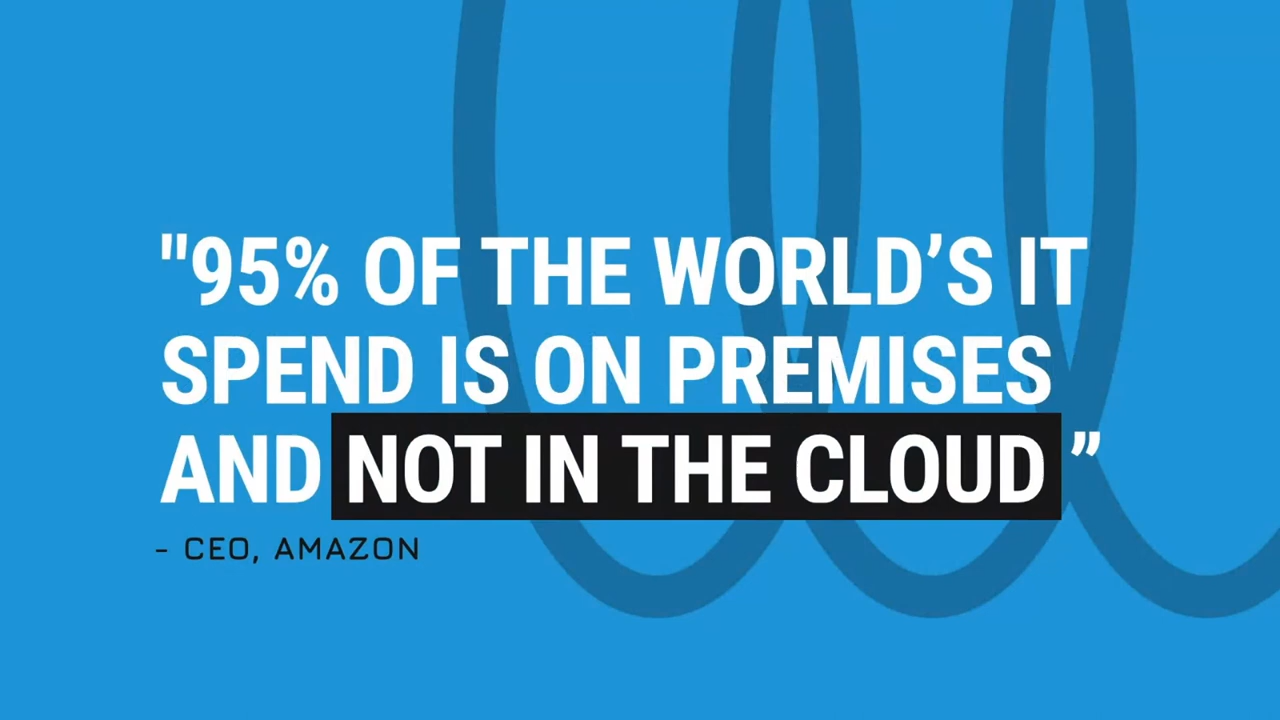 "95% OF THE WORLD’S IT
SPEND IS ON PREMISES
AND NOT IN THE CLOUD ”
- CEO, AMAZON